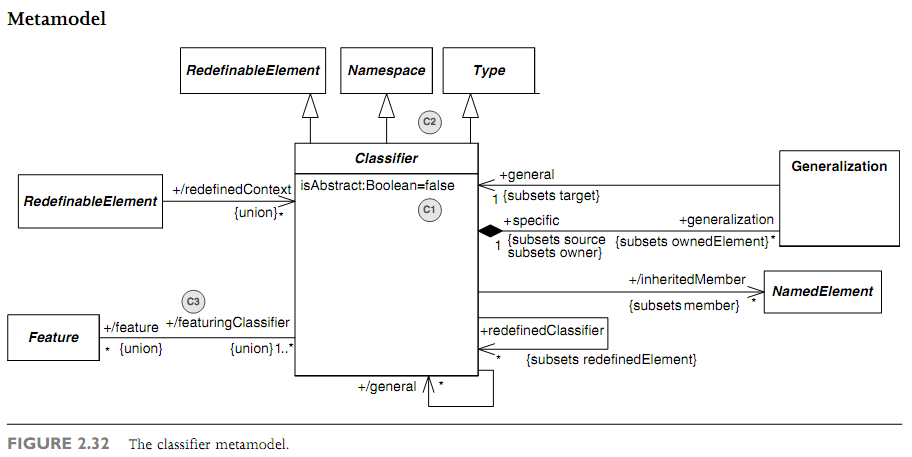 Metamodel
RedefinableElement
Namespace
Type
C2
Classifier
isAbstract:Boolean=false
C1
RedefinableElement
+/redefinedContext
{union}*
+general
1 {subsets target}
Generalization
+specific
1 {subsets source
subsets owner}
+generalization
{subsets ownedElement}*
+/inheritedMember
{subsets member} *
NamedElement
C3
Feature
+/feature
* {union}
+/featuringClassifier
{union}1..*
+redefinedClassifier
* {subsets redefinedElement}
+/general *
FIGURE 2.32 The classifier metamodel.